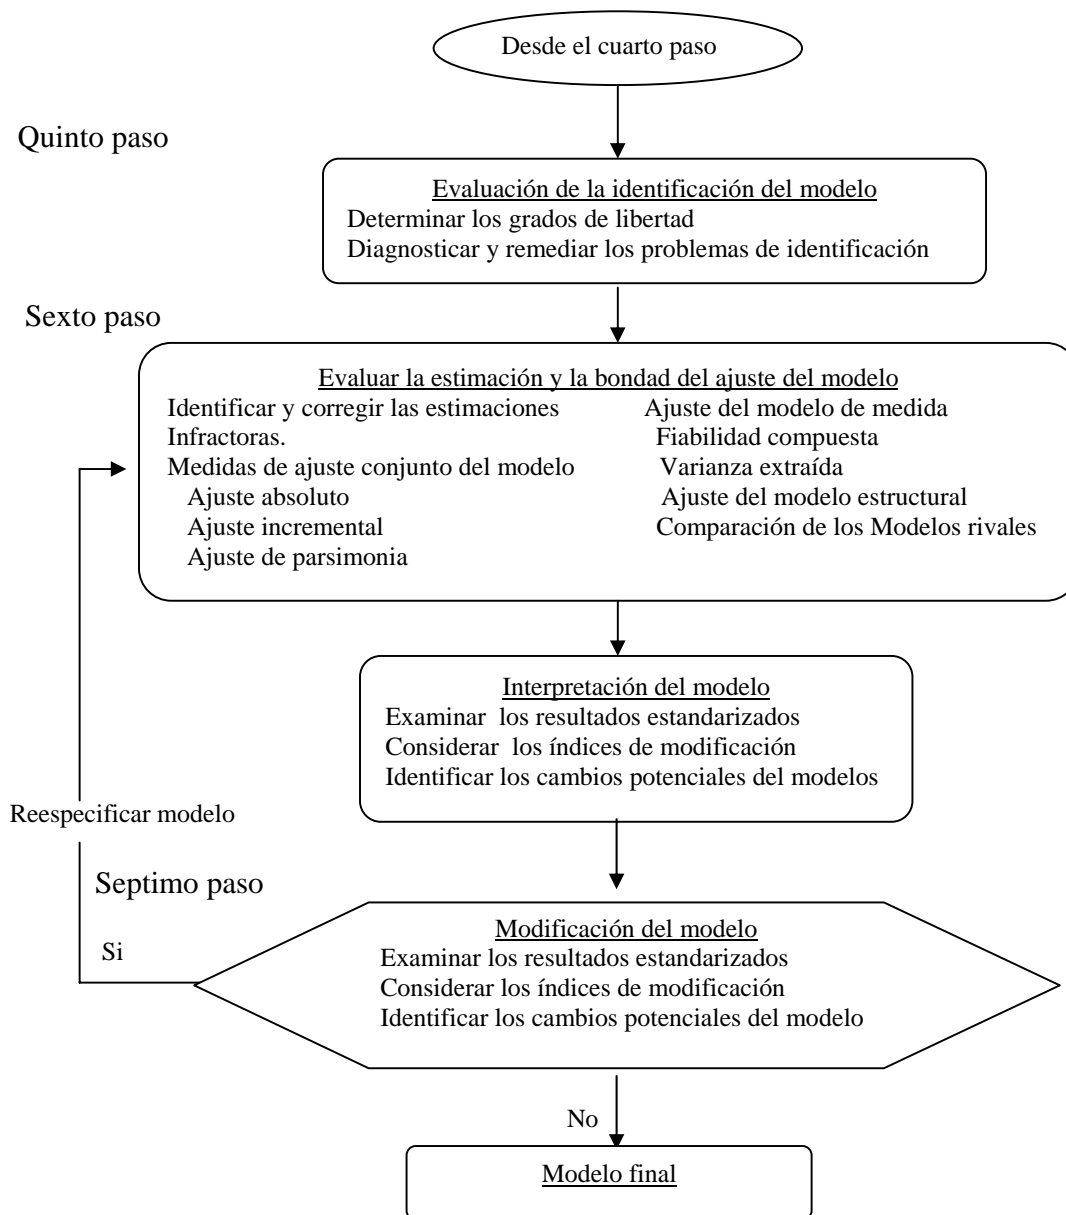 Desde el cuarto paso
Quinto paso
Evaluación de la identificación del modelo
Determinar los grados de libertad
Diagnosticar y remediar los problemas de identificación
Sexto paso
Evaluar la estimación y la bondad del ajuste del modelo
Identificar y corregir las estimaciones
Infractoras.
Medidas de ajuste conjunto del modelo
Ajuste absoluto
Ajuste incremental
Ajuste de parsimonia
Ajuste del modelo de medida
Fiabilidad compuesta
Varianza extraída
Ajuste del modelo estructural
Comparación de los Modelos rivales
Interpretación del modelo
Examinar los resultados estandarizados
Considerar los índices de modificación
Identificar los cambios potenciales del modelos
Reespecificar modelo
Septimo paso
Modificación del modelo
Examinar los resultados estandarizados
Considerar los índices de modificación
Identificar los cambios potenciales del modelo
Si
No
Modelo final